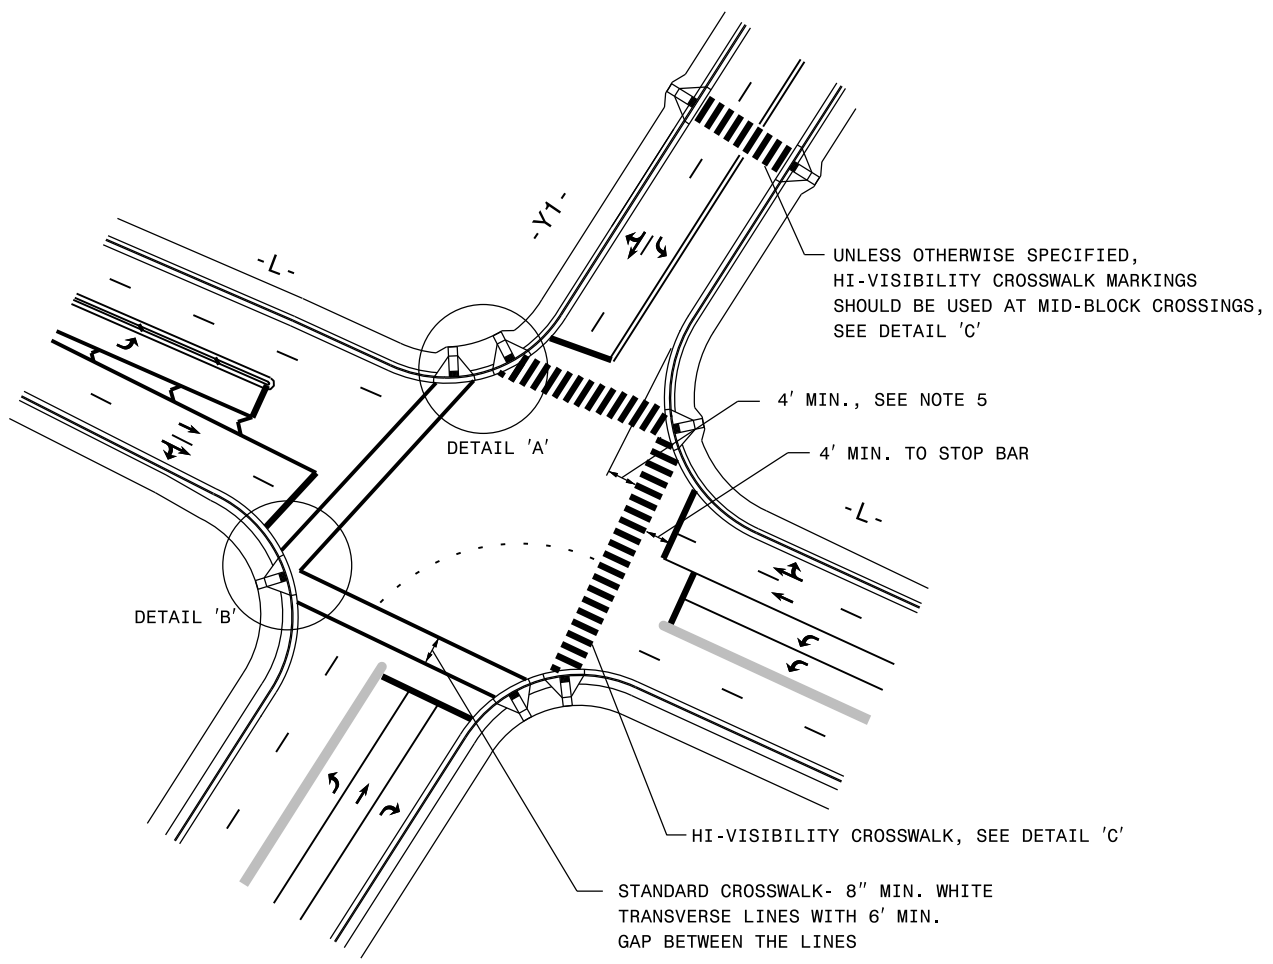 -Y1-
-L-
UNLESS OTHERWISE SPECIFIED,
HI-VISIBILITY CROSSWALK MARKINGS
SHOULD BE USED AT MID-BLOCK CROSSINGS,
SEE DETAIL 'C'
4' MIN., SEE NOTE 5
DETAIL 'A'
4' MIN. TO STOP BAR
-L-
DETAIL 'B'
HI-VISIBILITY CROSSWALK, SEE DETAIL 'C'
STANDARD CROSSWALK- 8" MIN. WHITE
TRANSVERSE LINES WITH 6' MIN.
GAP BETWEEN THE LINES